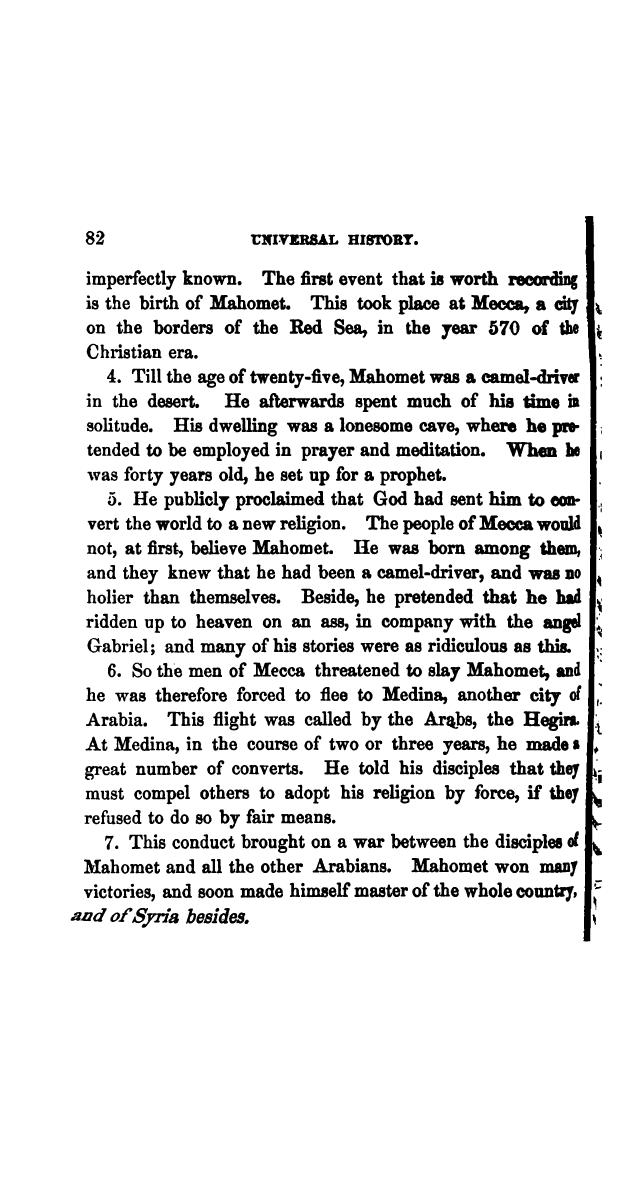 82 UNIVERSAL HISTORY.
imperfectly known. The first event that is worth recording
is the birth of Mahomet. This took place at Mecca, a city
on the borders of the Red Sea, in the year 570 of the
Christian era.
4. Till the age of twenty-five, Mahomet was a camel-driver
in the desert. He afterwards spent much of his time in
solitude. His dwelling was a lonesome cave, where he pre-
tended to be employed in prayer and meditation. When he
was forty years old, he set up for a prophet.
5. He publicly proclaimed that God had sent him to con-
vert the world to a new religion. The people of Mecca would
not, at first, believe Mahomet. He was born among them,
and they knew that he had been a camel-driver, and was no
holier than themselves. Beside, he pretended that he had
ridden up to heaven on an ass, in company with the angel
Gabriel; and many of his stories were as ridiculous as this.
6. So the men of Mecca threatened to slay Mahomet, and
he was therefore forced to flee to Medina, another city of
Arabia. This flight was called by the Arabs, the Hegira.
At Medina, in the course of two or three years, he made a
great number of converts. He told his disciples that they
must compel others to adopt his religion by force, if they
refused to do so by fair means.
7. This conduct brought on a war between the disciples of
Mahomet and all the other Arabians. Mahomet won many
victories, and soon made himself master of the whole country,
and of Syria besides.